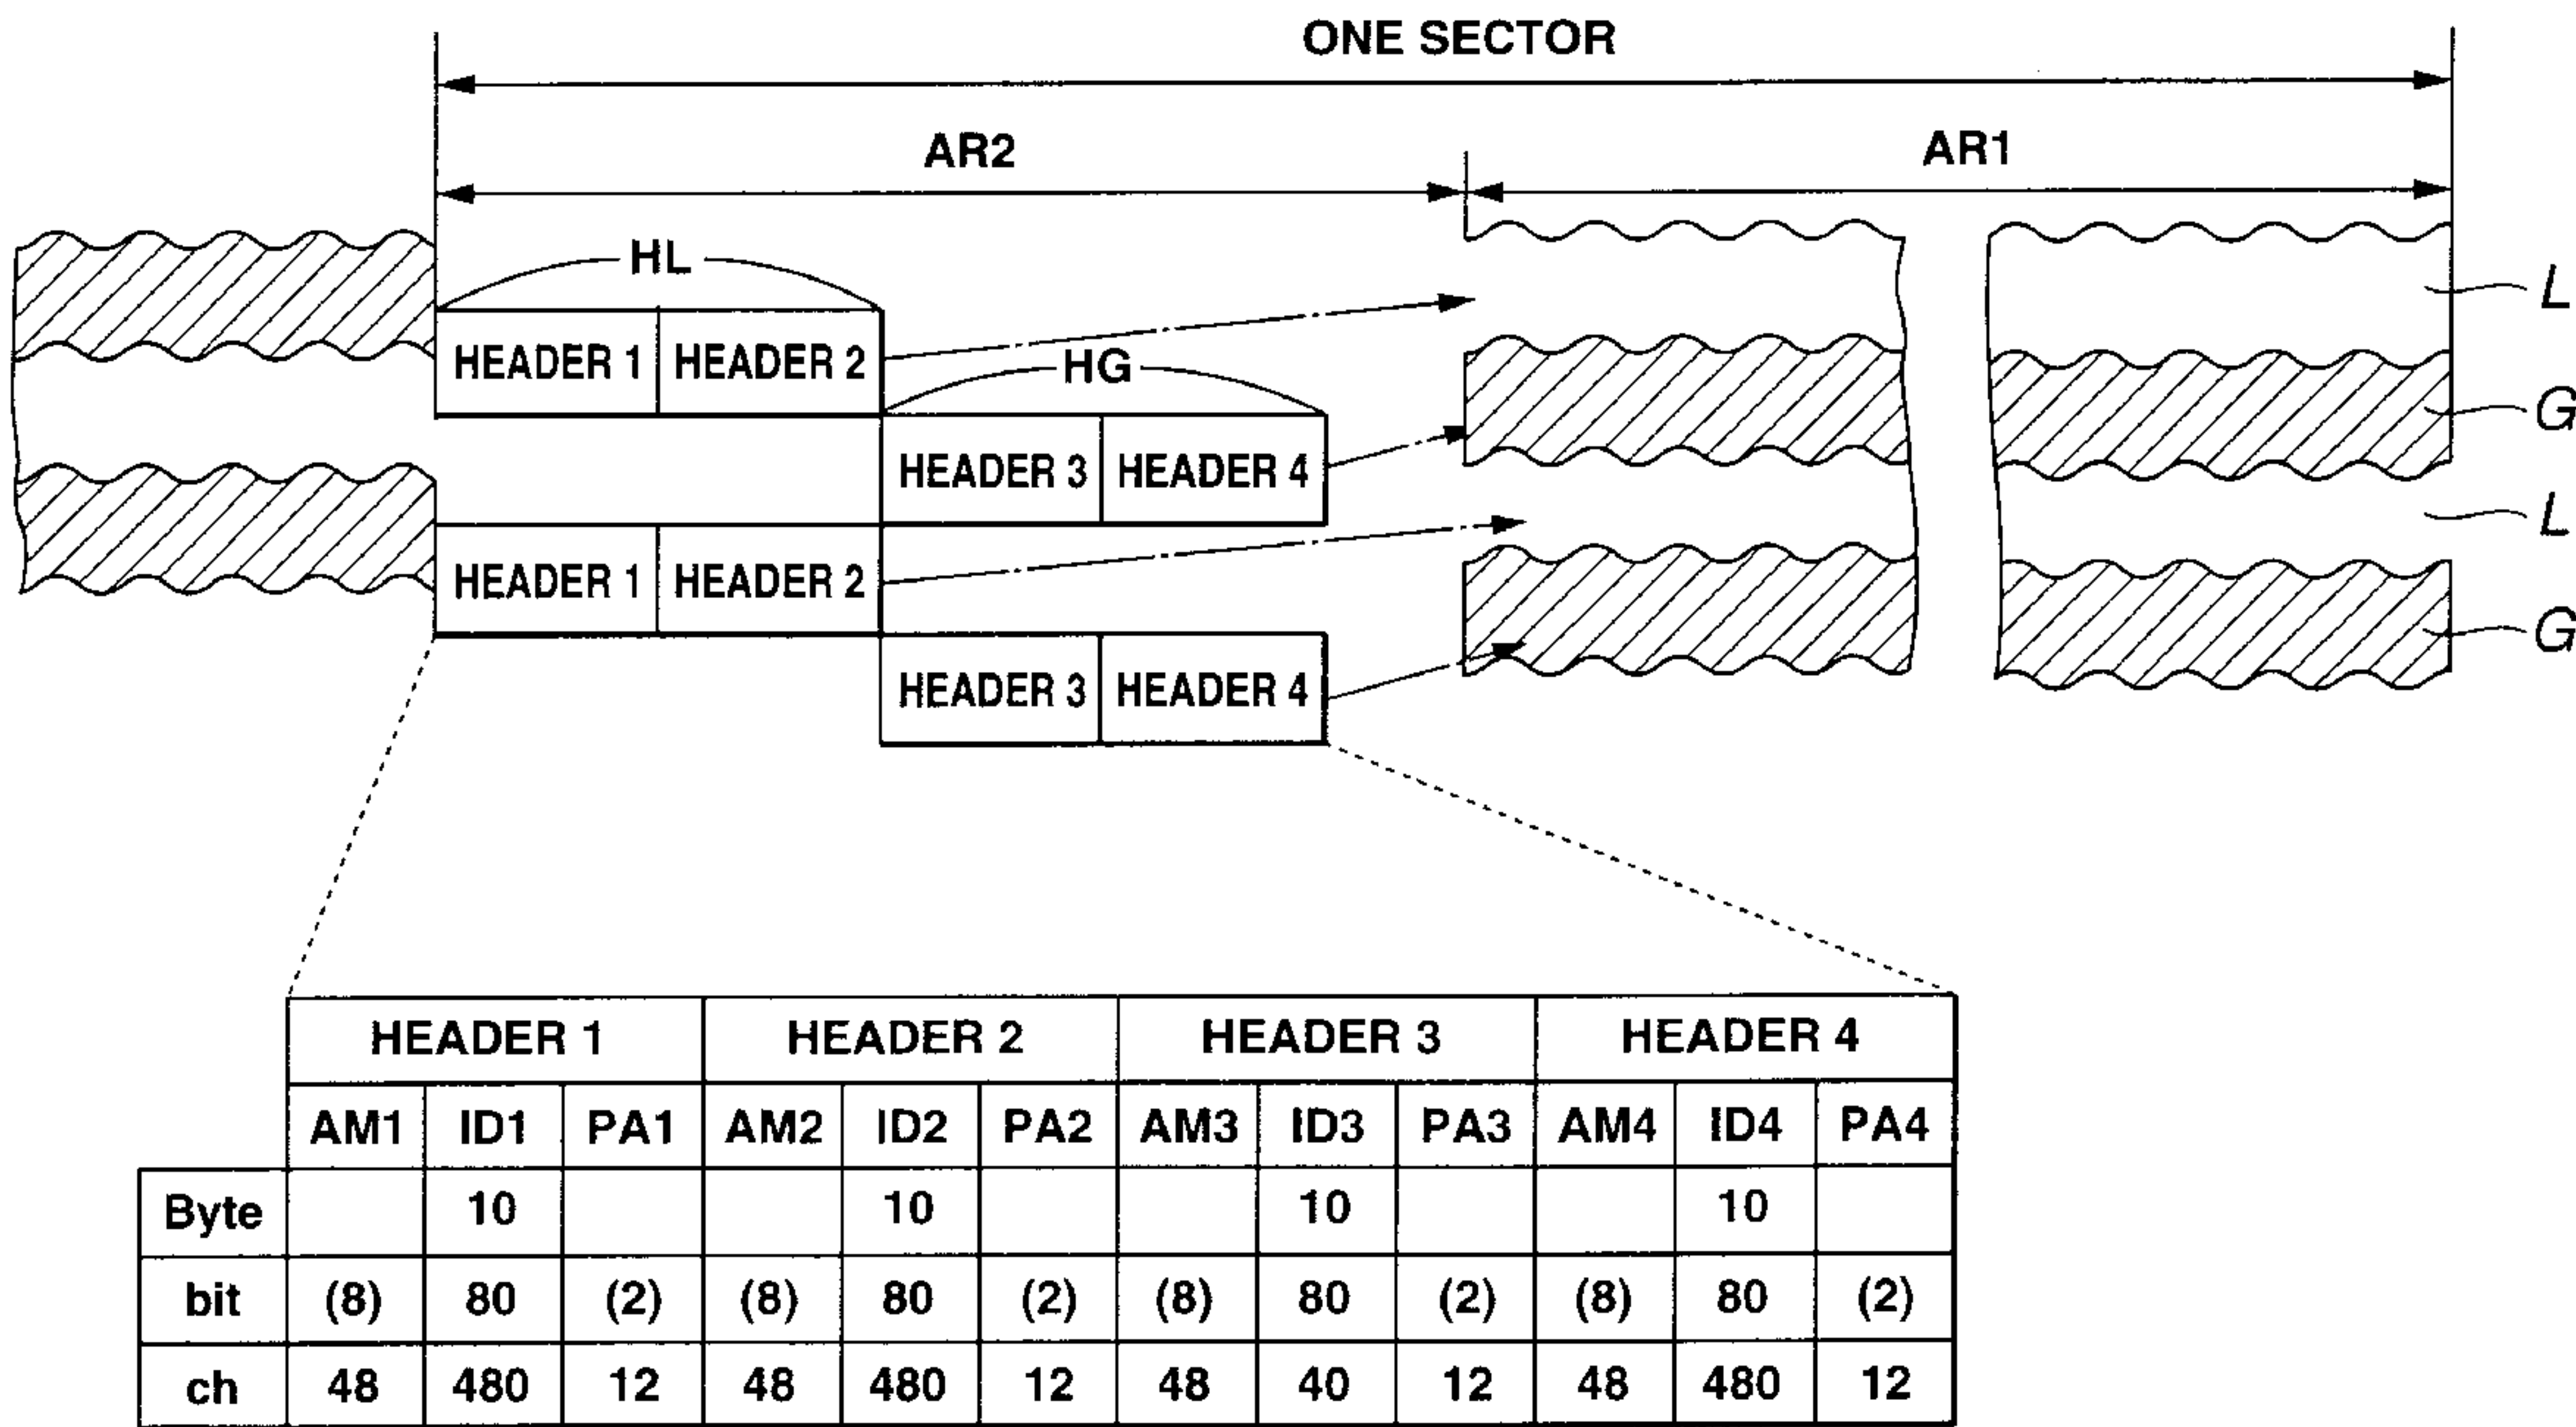 ONE SECTOR
AR2 AR1
HL
L
HEADER 1 HEADER 2
HG
G
HEADER 3 HEADER 4
L
HEADER 1 HEADER 2
G
HEADER 3 HEADER 4
HEADER 1 HEADER 2 HEADER 3 HEADER 4
AM1 ID1 PA1 AM2 ID2 PA2 AM3 ID3 PA3 AM4 ID4 PA4
Byte 10 10 10 10
bit (8) 80 (2) (8) 80 (2) (8) 80 (2) (8) 80 (2)
ch 48 480 12 48 480 12 48 40 12 48 480 12